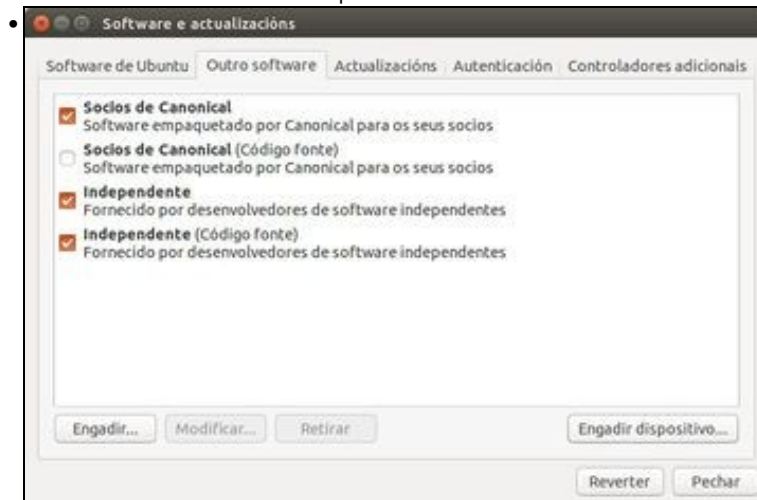 Software e actualizacións
Software de Ubuntu Outro software Actualizacións Autenticación Controladores adicionais
Socios de Canonical
Software empaquetado por Canonical para os seus socios
Socios de Canonical (Código fonte)
Software empaquetado por Canonical para os seus socios
Independente
Fornecido por desenvolvedores de software independentes
Independente (Código fonte)
Fornecido por desenvolvedores de software independentes
Engadir... Modificar... Retirar Engadir dispositivo...
Reverter Pechar